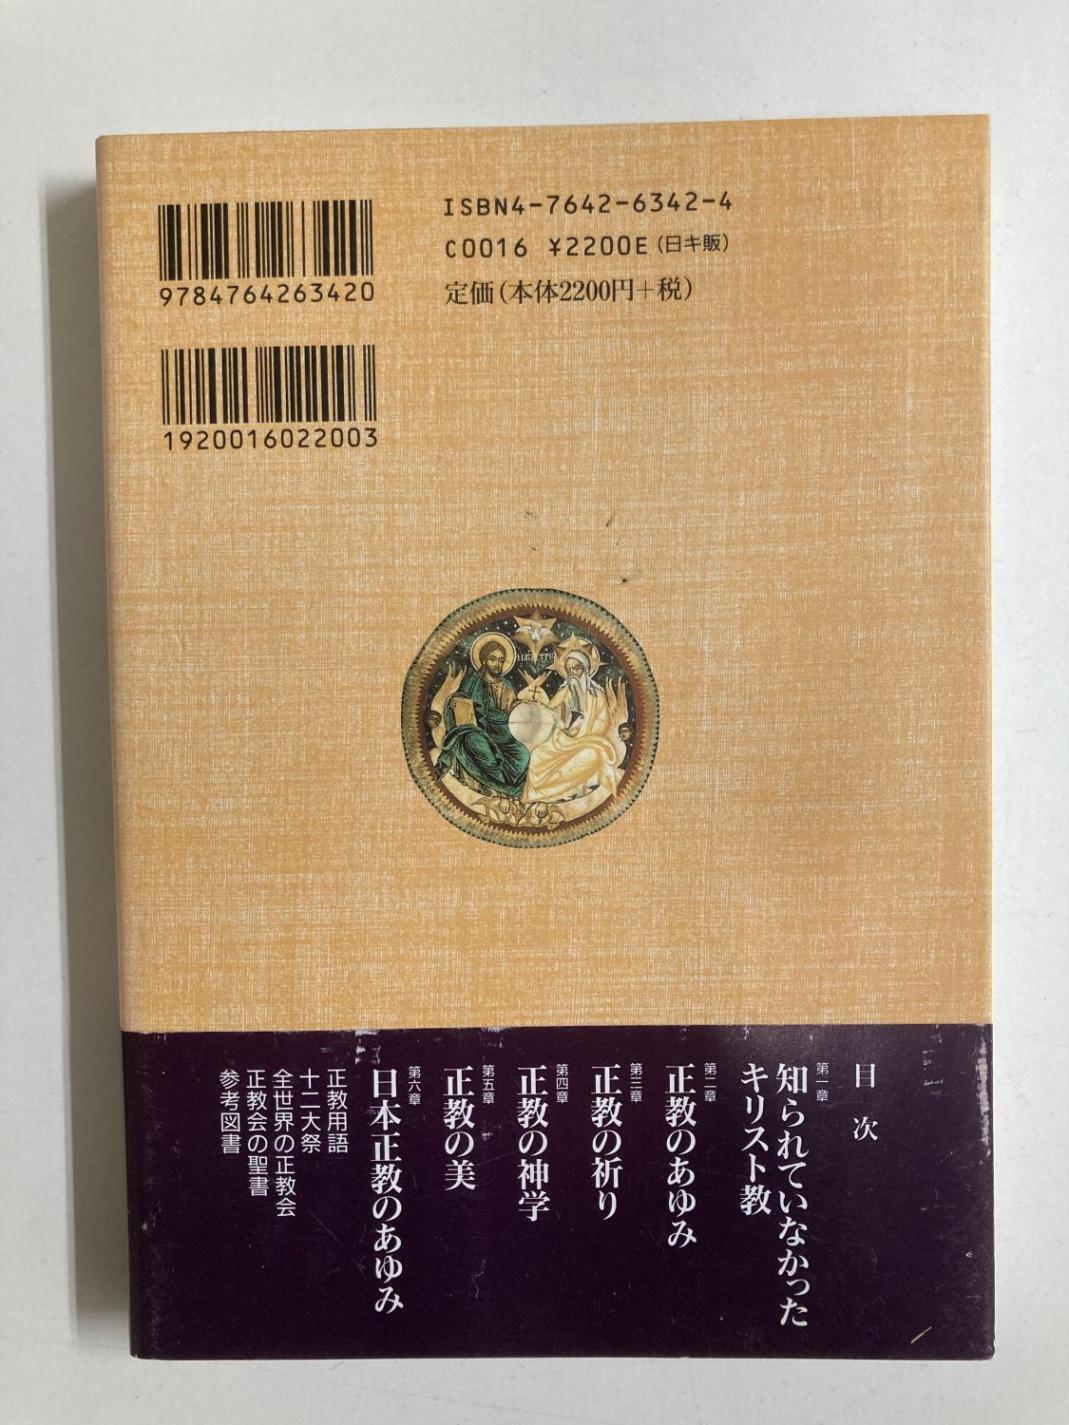 ISBN4-7642-6342-4
C0016 ¥2200E(日キ販)
定価(本体2200円+税)
9784764263420
1920016022003
目 次
第一章
知られていなかった
キリスト教
第二章
正教のあゆみ
第三章
正教の祈り
第四章
正教の神学
第五章
正教の美
第六章
日本正教のあゆみ
正教用語
十二大祭
全世界の正教会
正教会の聖書
参考図書